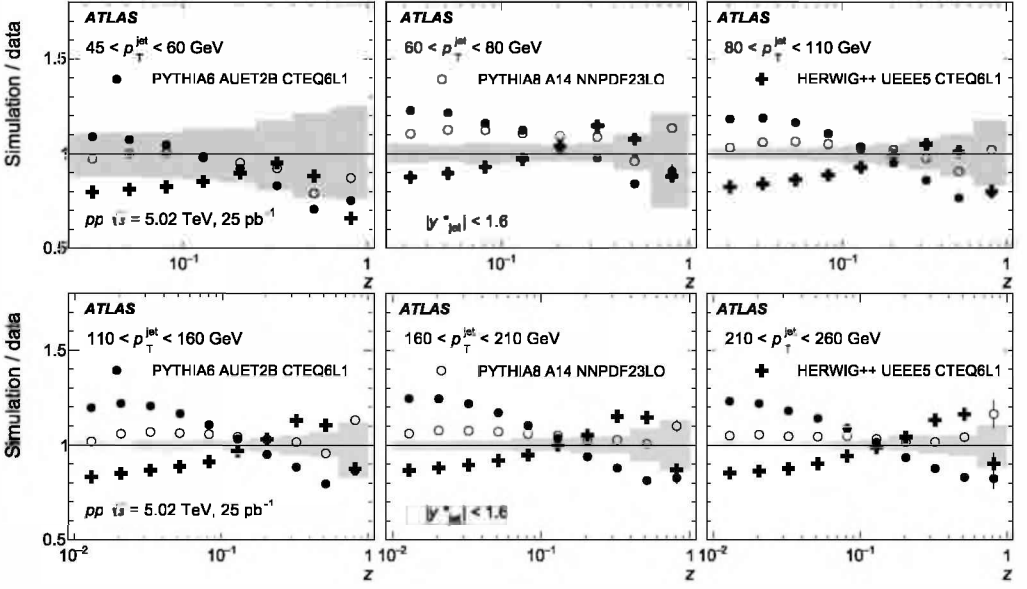 ATLAS
45 < p_T^jet < 60 GeV
PYTHIA6 AUET2B CTEQ6L1
pp √s = 5.02 TeV, 25 pb⁻¹
Simulation / data
1.5
1
0.5
10⁻¹
1
z
ATLAS
60 < p_T^jet < 80 GeV
PYTHIA8 A14 NNPDF23LO
|y*_jet| < 1.6
10⁻¹
1
z
ATLAS
80 < p_T^jet < 110 GeV
HERWIG++ UEEE5 CTEQ6L1
10⁻¹
1
z
ATLAS
110 < p_T^jet < 160 GeV
PYTHIA6 AUET2B CTEQ6L1
pp √s = 5.02 TeV, 25 pb⁻¹
Simulation / data
1.5
1
0.5
10⁻²
10⁻¹
1
z
ATLAS
160 < p_T^jet < 210 GeV
PYTHIA8 A14 NNPDF23LO
|y*_jet| < 1.6
10⁻²
10⁻¹
1
z
ATLAS
210 < p_T^jet < 260 GeV
HERWIG++ UEEE5 CTEQ6L1
10⁻²
10⁻¹
1
z